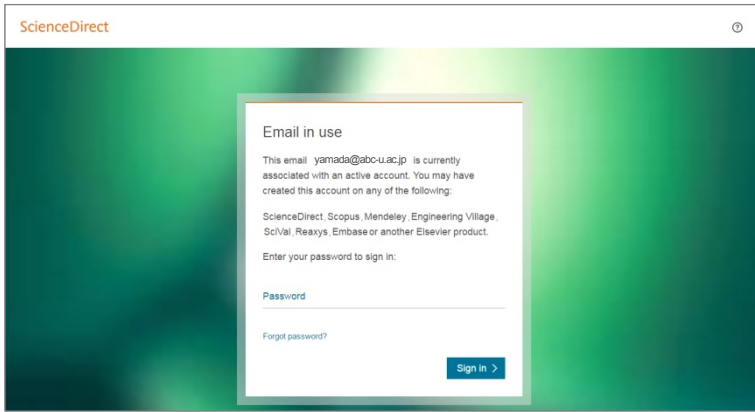 ScienceDirect
Email in use
This email yamada@abc-u.ac.jp is currently
associated with an active account. You may have
created this account on any of the following:
ScienceDirect, Scopus, Mendeley, Engineering Village,
SciVal, Reaxys, Embase or another Elsevier product.
Enter your password to sign in:
Password
Forgot password?
Sign in